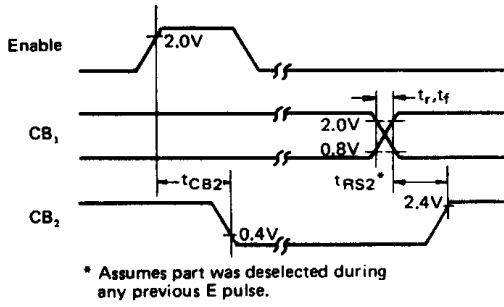 Enable
2.0V
tr, tf
CB1
2.0V
0.8V
tCB2
tRS2*
CB2
2.4V
0.4V
* Assumes part was deselected during
any previous E pulse.